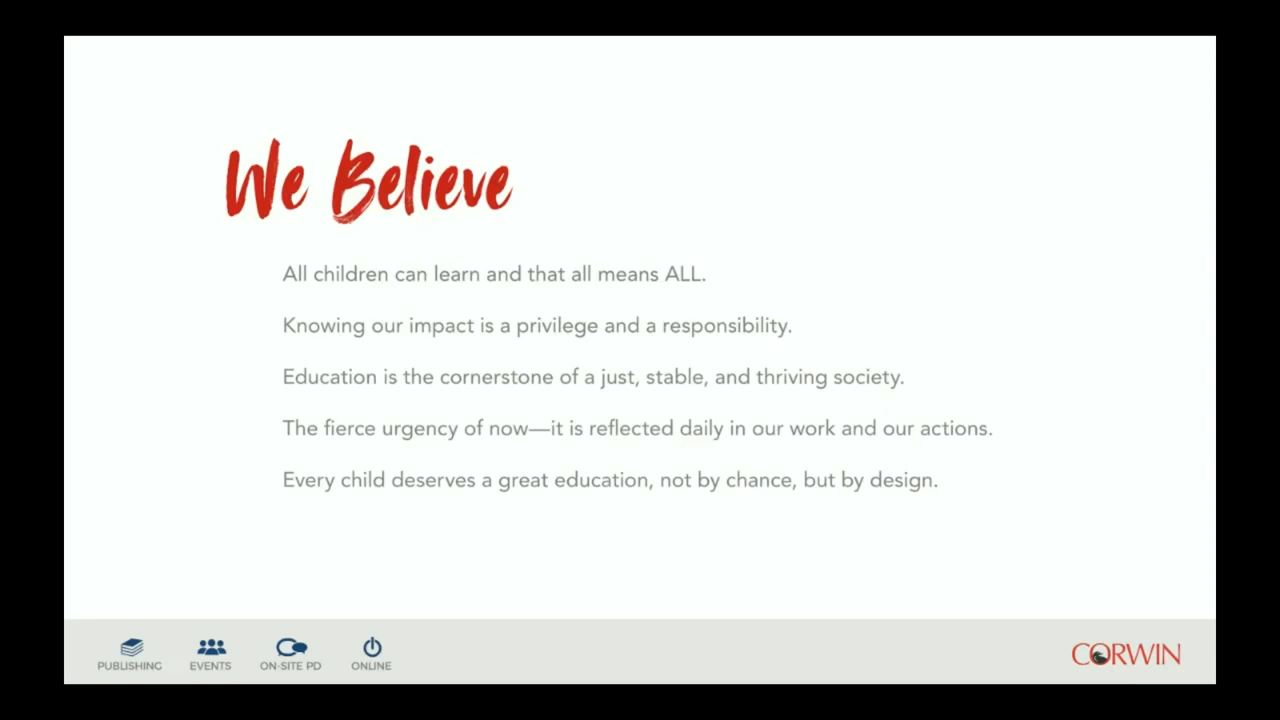 We Believe
All children can learn and that all means ALL.
Knowing our impact is a privilege and a responsibility.
Education is the cornerstone of a just, stable, and thriving society.
The fierce urgency of now—it is reflected daily in our work and our actions.
Every child deserves a great education, not by chance, but by design.
PUBLISHING EVENTS ON-SITE PD ONLINE
CORWIN